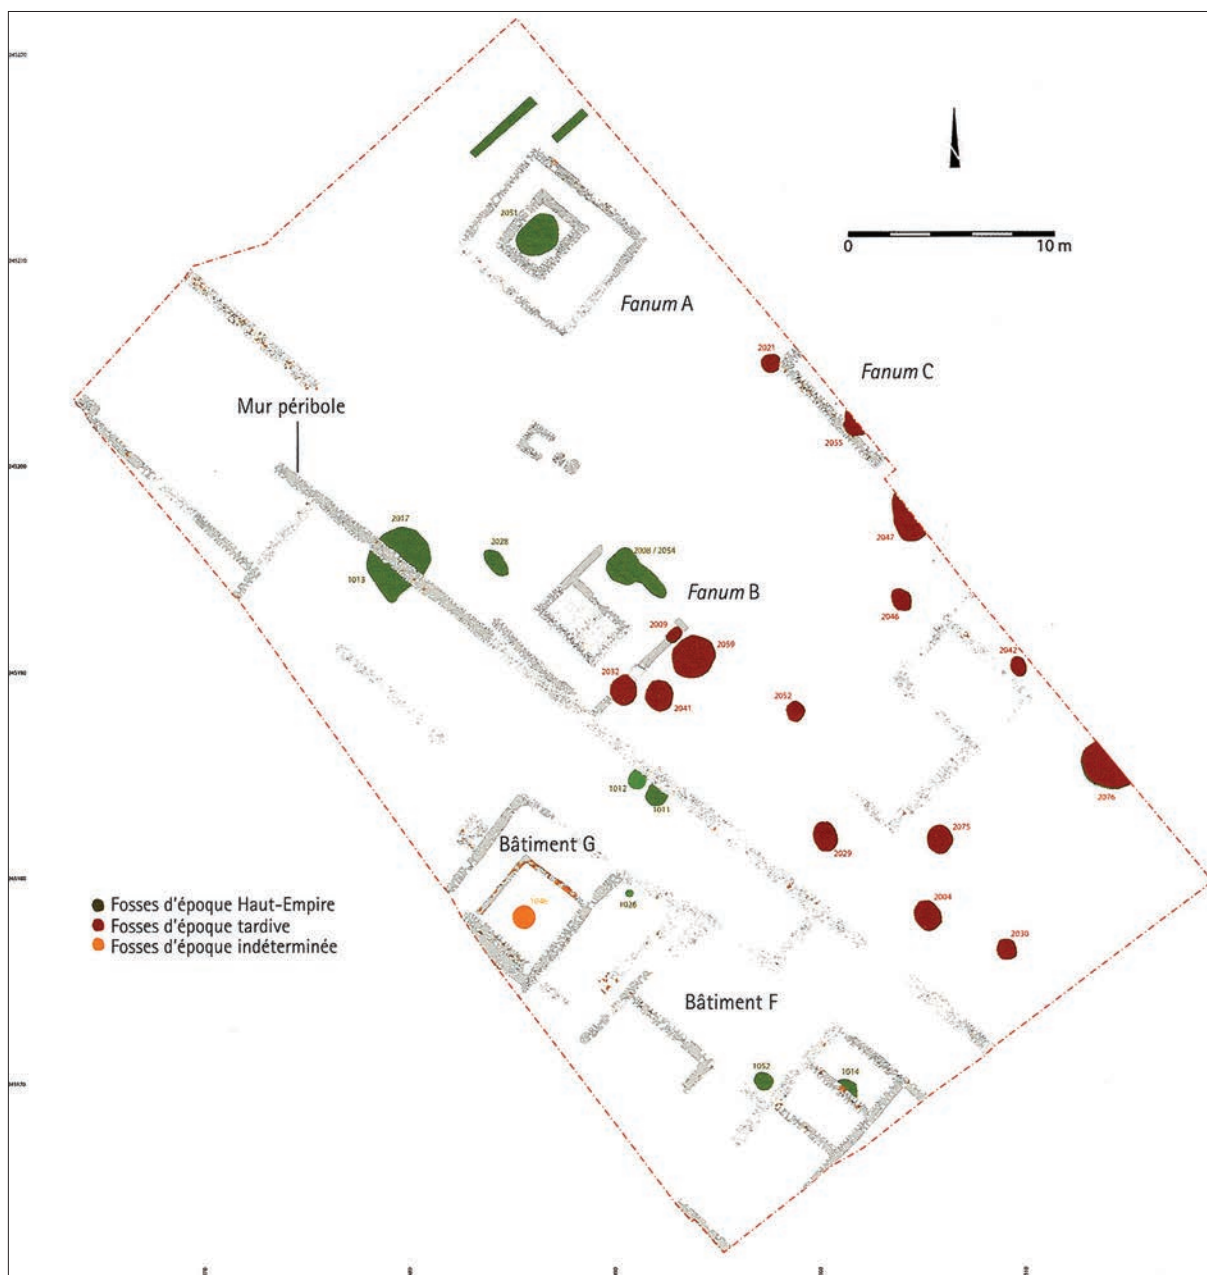 2051
0
10 m
Fanum A
2021
Fanum C
Mur péribole
2055
2017
2028
2008 / 2054
2047
1013
Fanum B
2046
2009
2059
2042
2032
2041
2052
2076
1012
1011
Bâtiment G
2029
2075
1026
2004
Fosses d'époque Haut-Empire
Fosses d'époque tardive
Fosses d'époque indéterminée
2030
Bâtiment F
1052
1014